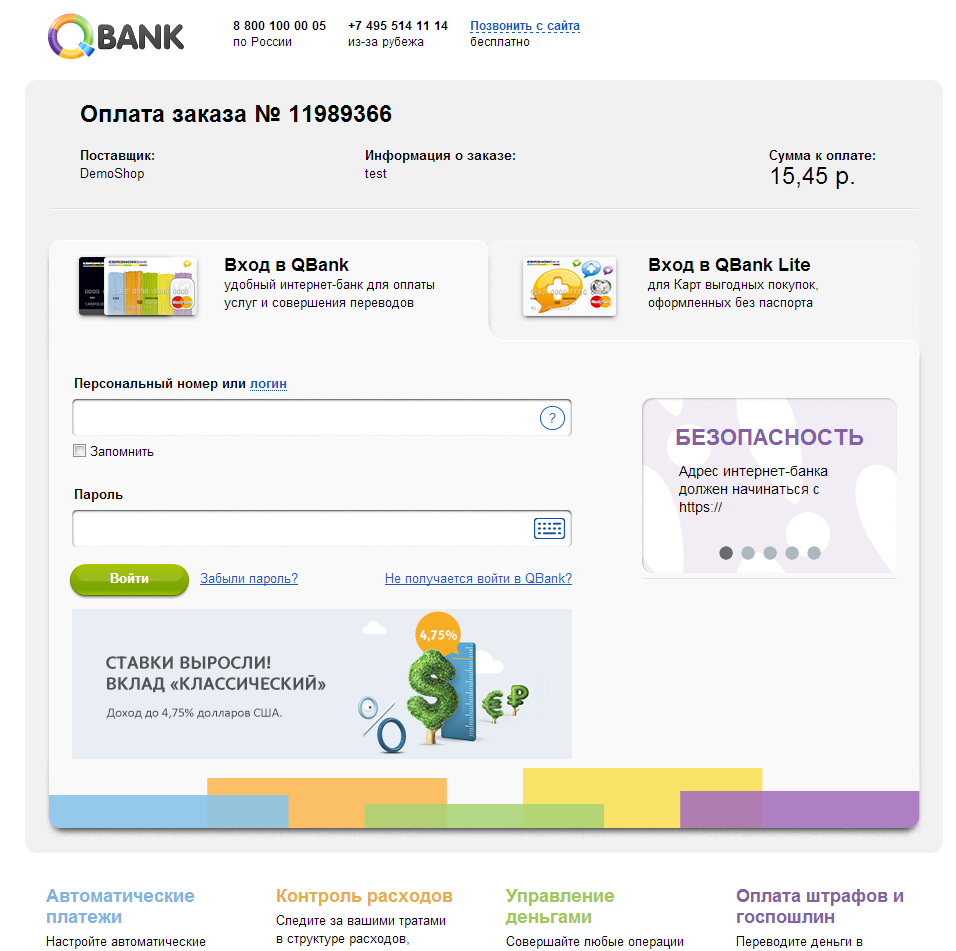 QBANK
8 800 100 00 05
по России
+7 495 514 11 14
из-за рубежа
Позвонить с сайта
бесплатно
Оплата заказа № 11989366
Поставщик:
DemoShop
Информация о заказе:
test
Сумма к оплате:
15,45 р.
Вход в QBank
удобный интернет-банк для оплаты
услуг и совершения переводов
Вход в QBank Lite
для Карт выгодных покупок,
оформленных без паспорта
Персональный номер или логин
?
Запомнить
Пароль
Войти
Забыли пароль?
Не получается войти в QBank?
БЕЗОПАСНОСТЬ
Адрес интернет-банка
должен начинаться с
https://
4,75%
СТАВКИ ВЫРОСЛИ!
ВКЛАД «КЛАССИЧЕСКИЙ»
Доход до 4,75% долларов США.
Автоматические
платежи
Настройте автоматические
Контроль расходов
Следите за вашими тратами
в структуре расходов,
Управление
деньгами
Совершайте любые операции
Оплата штрафов и
госпошлин
Переводите деньги в